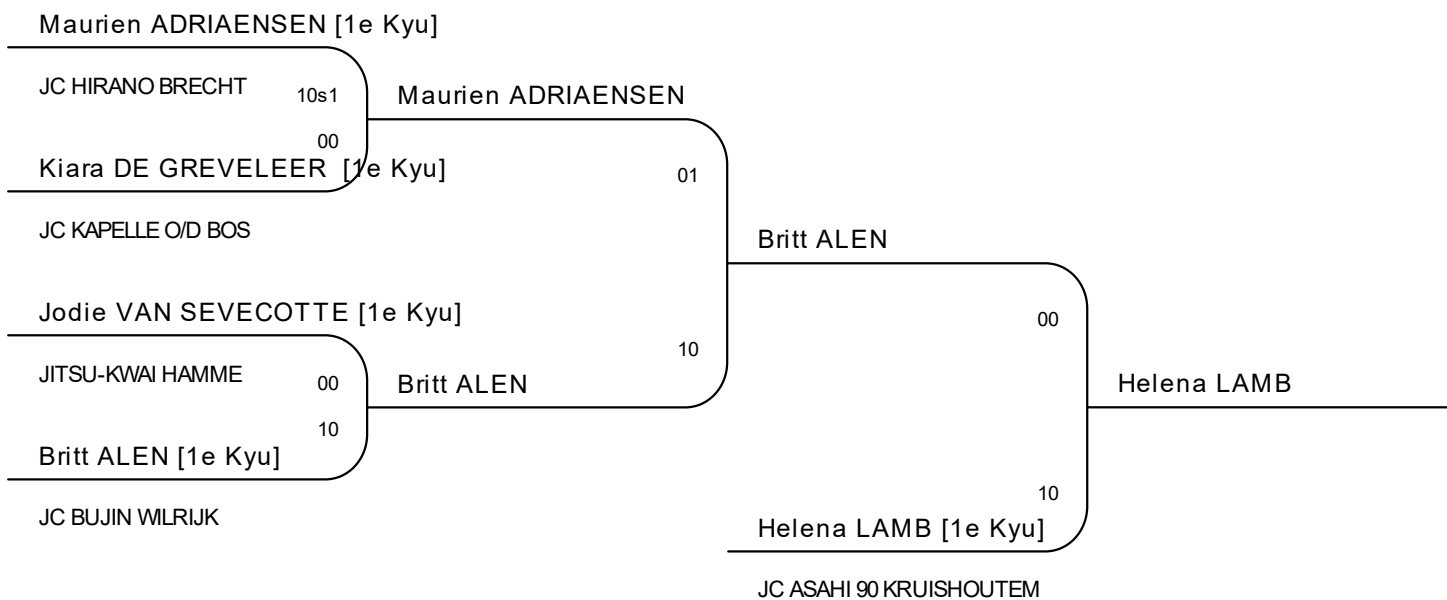 Maurien ADRIAENSEN [1e Kyu]
JC HIRANO BRECHT
10s1
Maurien ADRIAENSEN
00
Kiara DE GREVELEER [1e Kyu]
01
JC KAPELLE O/D BOS
Britt ALEN
Jodie VAN SEVECOTTE [1e Kyu]
00
10
JITSU-KWAI HAMME
00
Britt ALEN
Helena LAMB
10
Britt ALEN [1e Kyu]
10
JC BUJIN WILRIJK
Helena LAMB [1e Kyu]
JC ASAHI 90 KRUISHOUTEM